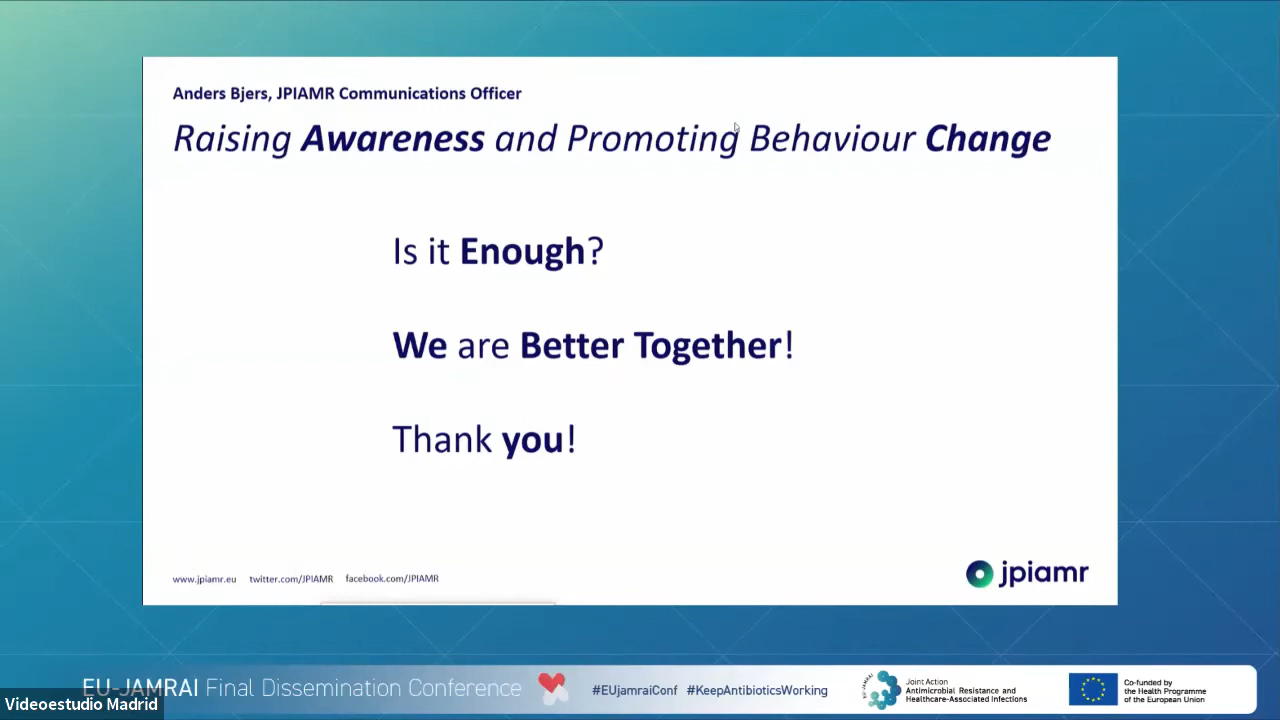 Anders Bjers, JPIAMR Communications Officer
Raising Awareness and Promoting Behaviour Change
Is it Enough?
We are Better Together!
Thank you!
www.jpiamr.eu twitter.com/JPIAMR facebook.com/JPIAMR
jpiamr
EU-JAMRAI Final Dissemination Conference
#EUjamraiConf #KeepAntibioticsWorking
Joint Action
Antimicrobial Resistance and
Healthcare-Associated Infections
Co-funded by
the Health Programme
of the European Union
Videoestudio Madrid